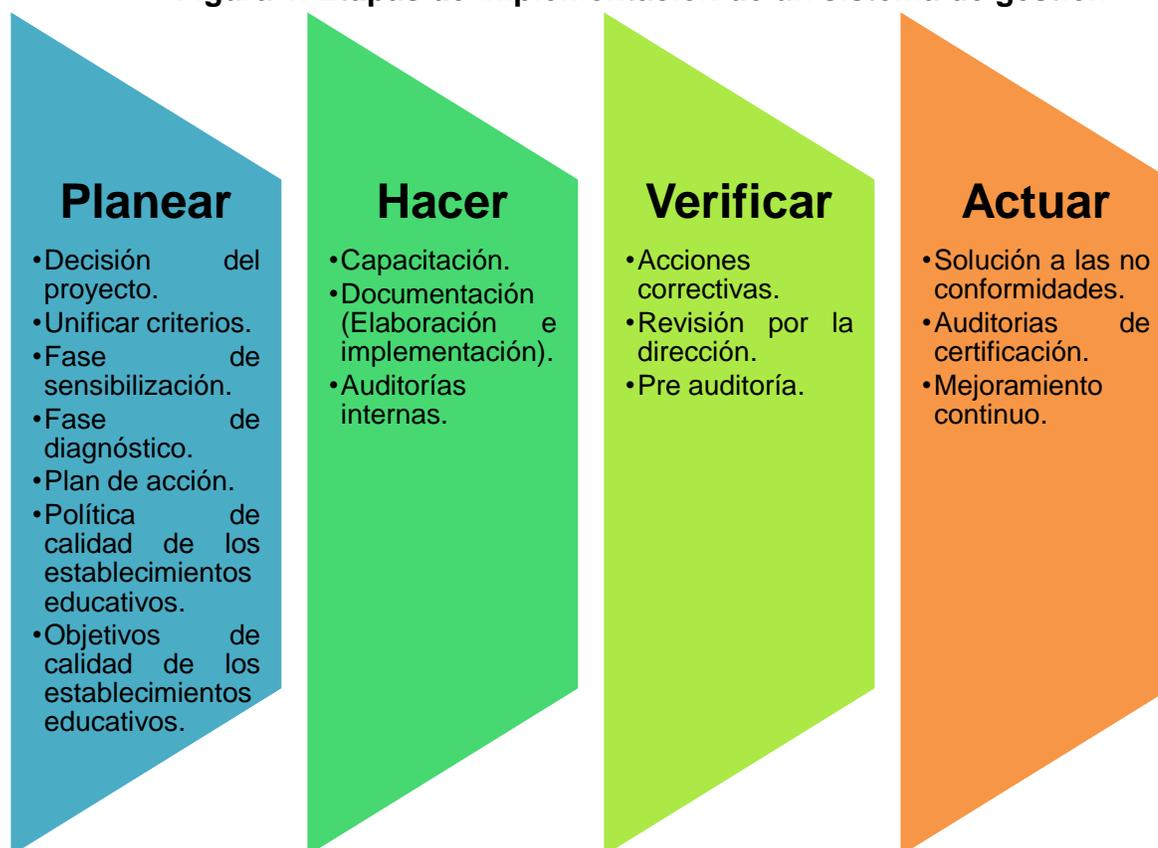 Planear
•Decisión del
proyecto.
•Unificar criterios.
•Fase de
sensibilización.
•Fase de
diagnóstico.
•Plan de acción.
•Política de
calidad de los
establecimientos
educativos.
•Objetivos de
calidad de los
establecimientos
educativos.
Hacer
•Capacitación.
•Documentación
(Elaboración e
implementación).
•Auditorías
internas.
Verificar
•Acciones
correctivas.
•Revisión por la
dirección.
•Pre auditoría.
Actuar
•Solución a las no
conformidades.
•Auditorias de
certificación.
•Mejoramiento
continuo.